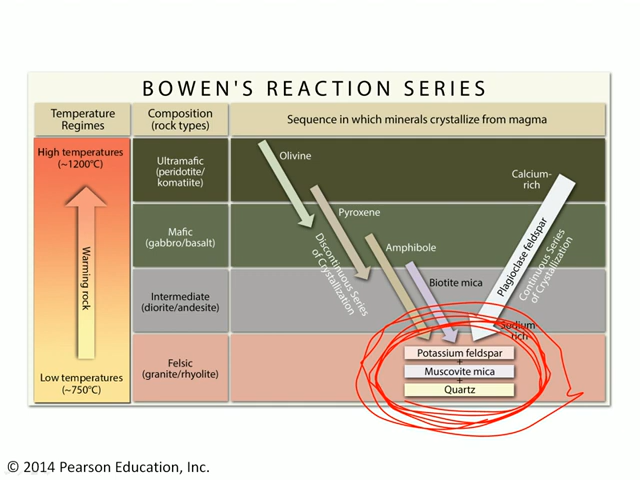 BOWEN'S REACTION SERIES
Temperature
Regimes
Composition
(rock types)
Sequence in which minerals crystallize from magma
High temperatures
(~1200°C)
Warming rock
Low temperatures
(~750°C)
Ultramafic
(peridotite/
komatiite)
Mafic
(gabbro/basalt)
Intermediate
(diorite/andesite)
Felsic
(granite/rhyolite)
Olivine
Pyroxene
Amphibole
Biotite mica
Discontinuous Series
of Crystallization
Calcium-
rich
Plagioclase feldspar
Continuous Series
of Crystallization
Sodium
rich
Potassium feldspar
+
Muscovite mica
+
Quartz
© 2014 Pearson Education, Inc.